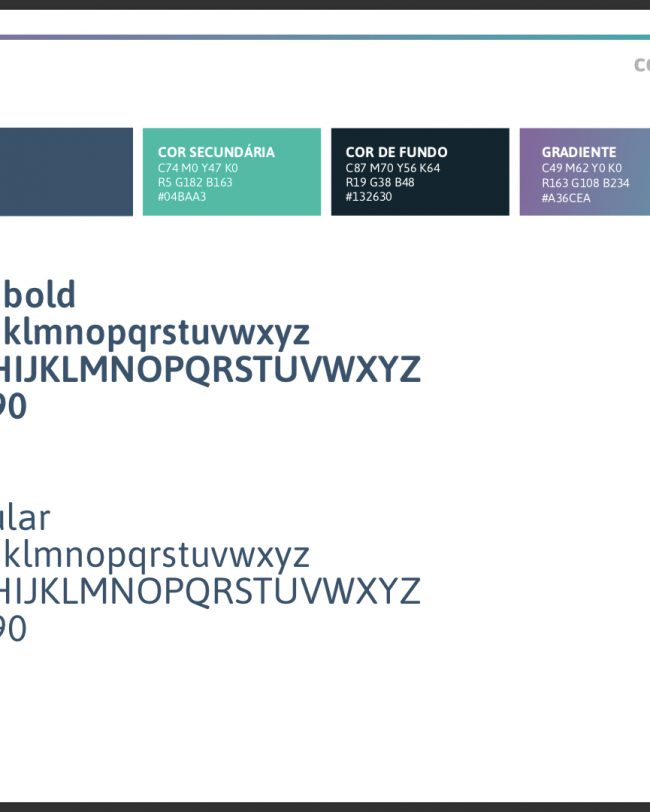 COR SECUNDÁRIA
C74 M0 Y47 K0
R5 G182 B163
#04BAA3
COR DE FUNDO
C87 M70 Y56 K64
R19 G38 B48
#132630
GRADIENTE
C49 M62 Y0 K0
R163 G108 B234
#A36CEA
bold
klmnopqrstuvwxyz
HIJKLMNOPQRSTUVWXYZ
90
ular
klmnopqrstuvwxyz
HIJKLMNOPQRSTUVWXYZ
90